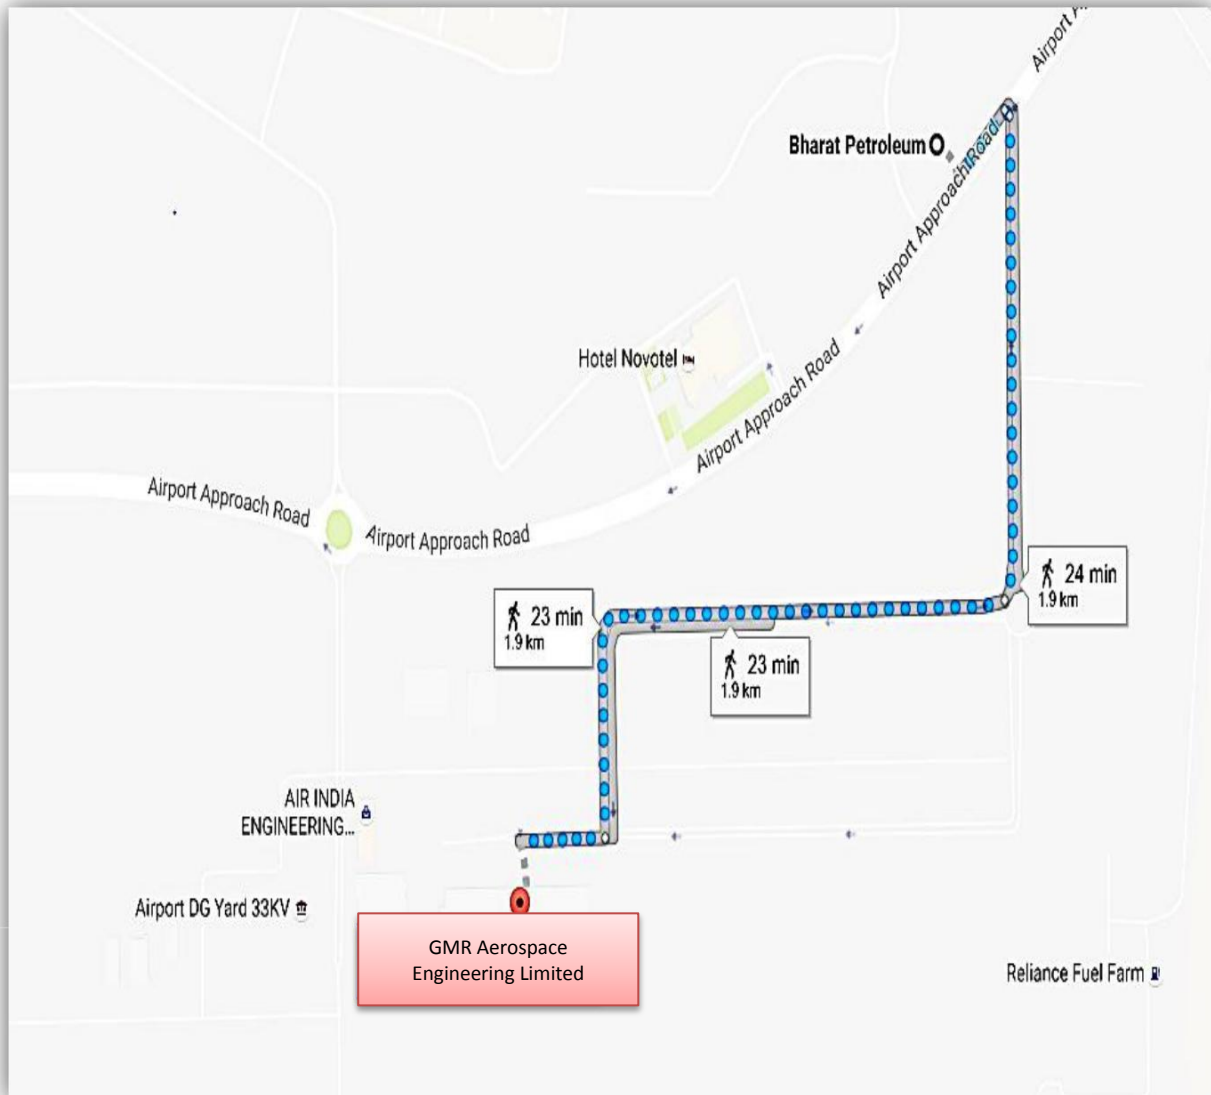 Airport A
Bharat Petroleum
Airport Approach Road
Hotel Novotel
Airport Approach Road
Airport Approach Road
Airport Approach Road
24 min
1.9 km
23 min
1.9 km
23 min
1.9 km
AIR INDIA
ENGINEERING...
Airport DG Yard 33KV
GMR Aerospace
Engineering Limited
Reliance Fuel Farm